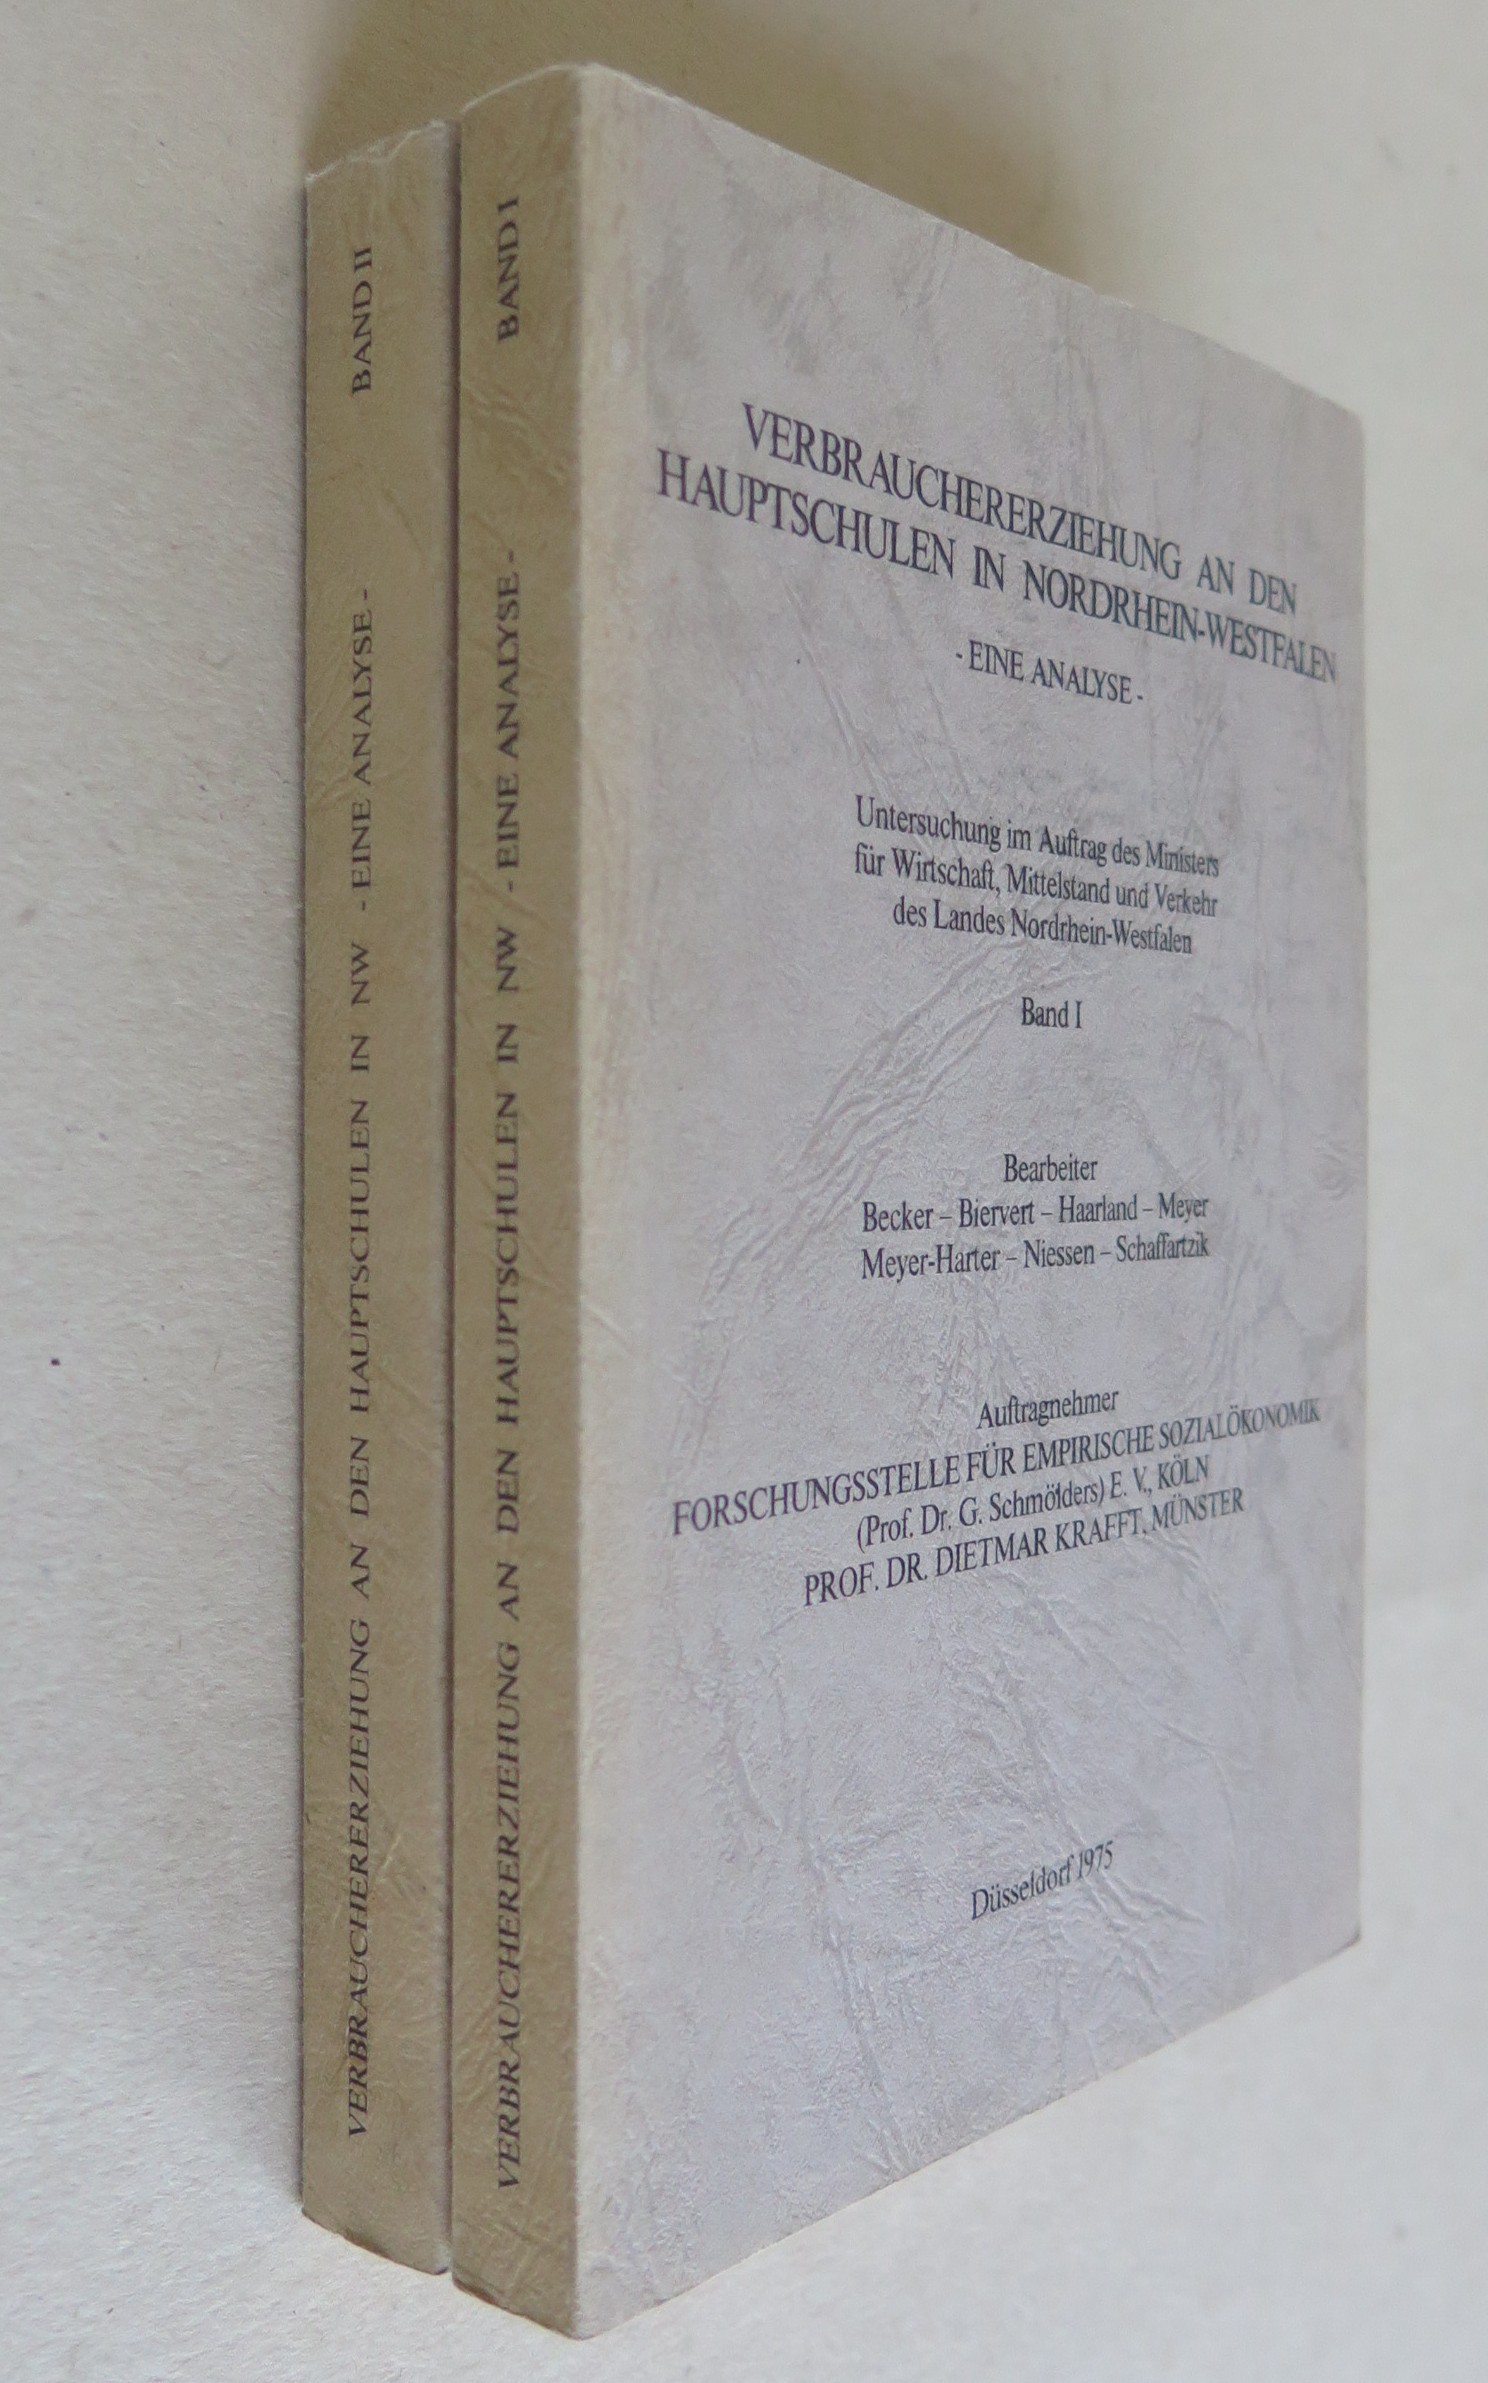 VERBRAUCHERERZIEHUNG AN DEN HAUPTSCHULEN IN NW - EINE ANALYSE - BAND II
VERBRAUCHERERZIEHUNG AN DEN HAUPTSCHULEN IN NW - EINE ANALYSE - BAND I
VERBRAUCHERERZIEHUNG AN DEN
HAUPTSCHULEN IN NORDRHEIN-WESTFALEN
- EINE ANALYSE -
Untersuchung im Auftrag des Ministers
für Wirtschaft, Mittelstand und Verkehr
des Landes Nordrhein-Westfalen
Band I
Bearbeiter
Becker – Biervert – Haarland – Meyer
Meyer-Harter – Niessen – Schaffartzik
Auftragnehmer
FORSCHUNGSSTELLE FÜR EMPIRISCHE SOZIALÖKONOMIK
(Prof. Dr. G. Schmölders) E. V., KÖLN
PROF. DR. DIETMAR KRAFFT, MÜNSTER
Düsseldorf 1975